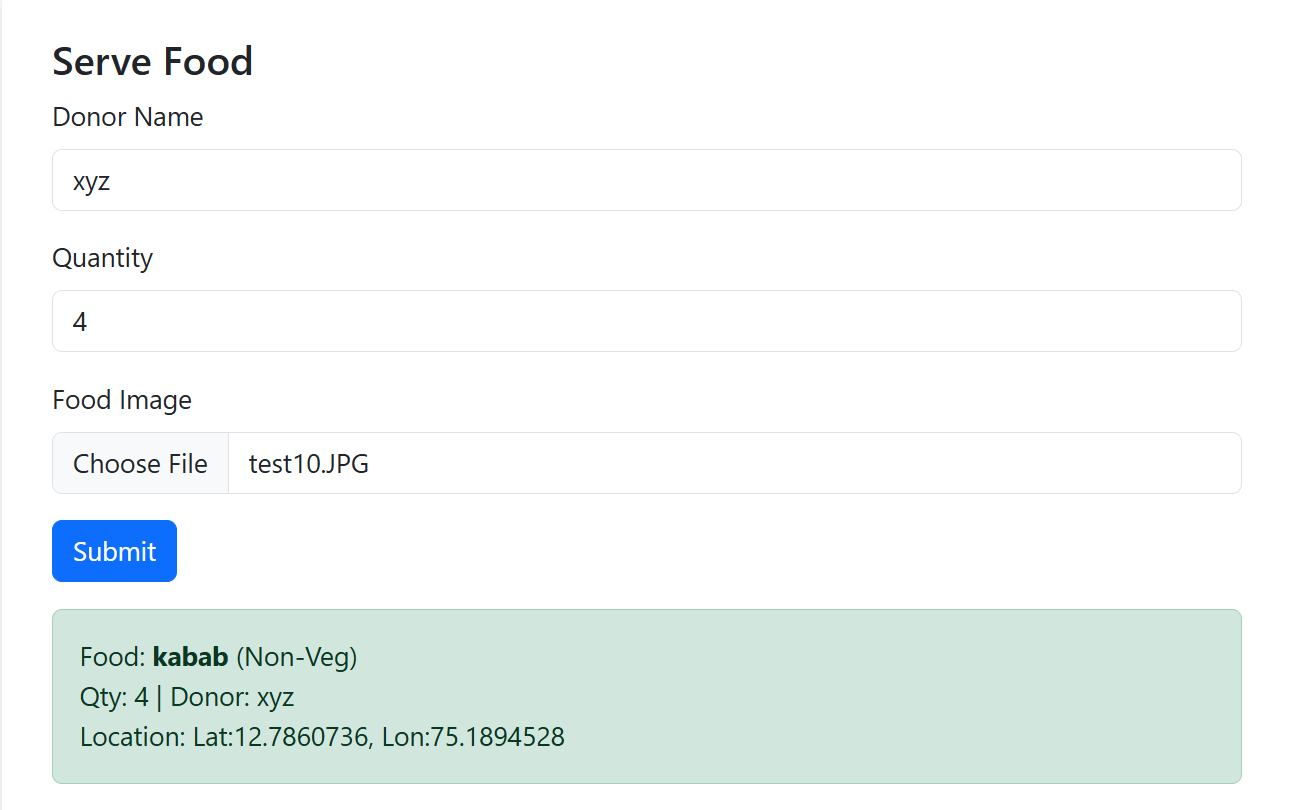 Serve Food
Donor Name
xyz
Quantity
4
Food Image
Choose File test10.JPG
Submit
Food: kabab (Non-Veg)
Qty: 4 | Donor: xyz
Location: Lat:12.7860736, Lon:75.1894528